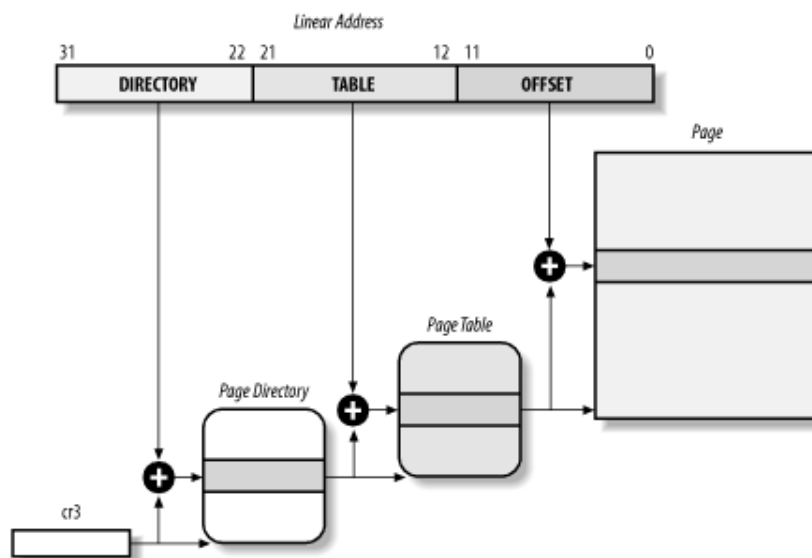 Linear Address
31 22 21 12 11 0
DIRECTORY TABLE OFFSET
Page
+
Page Table
Page Directory
+
+
cr3